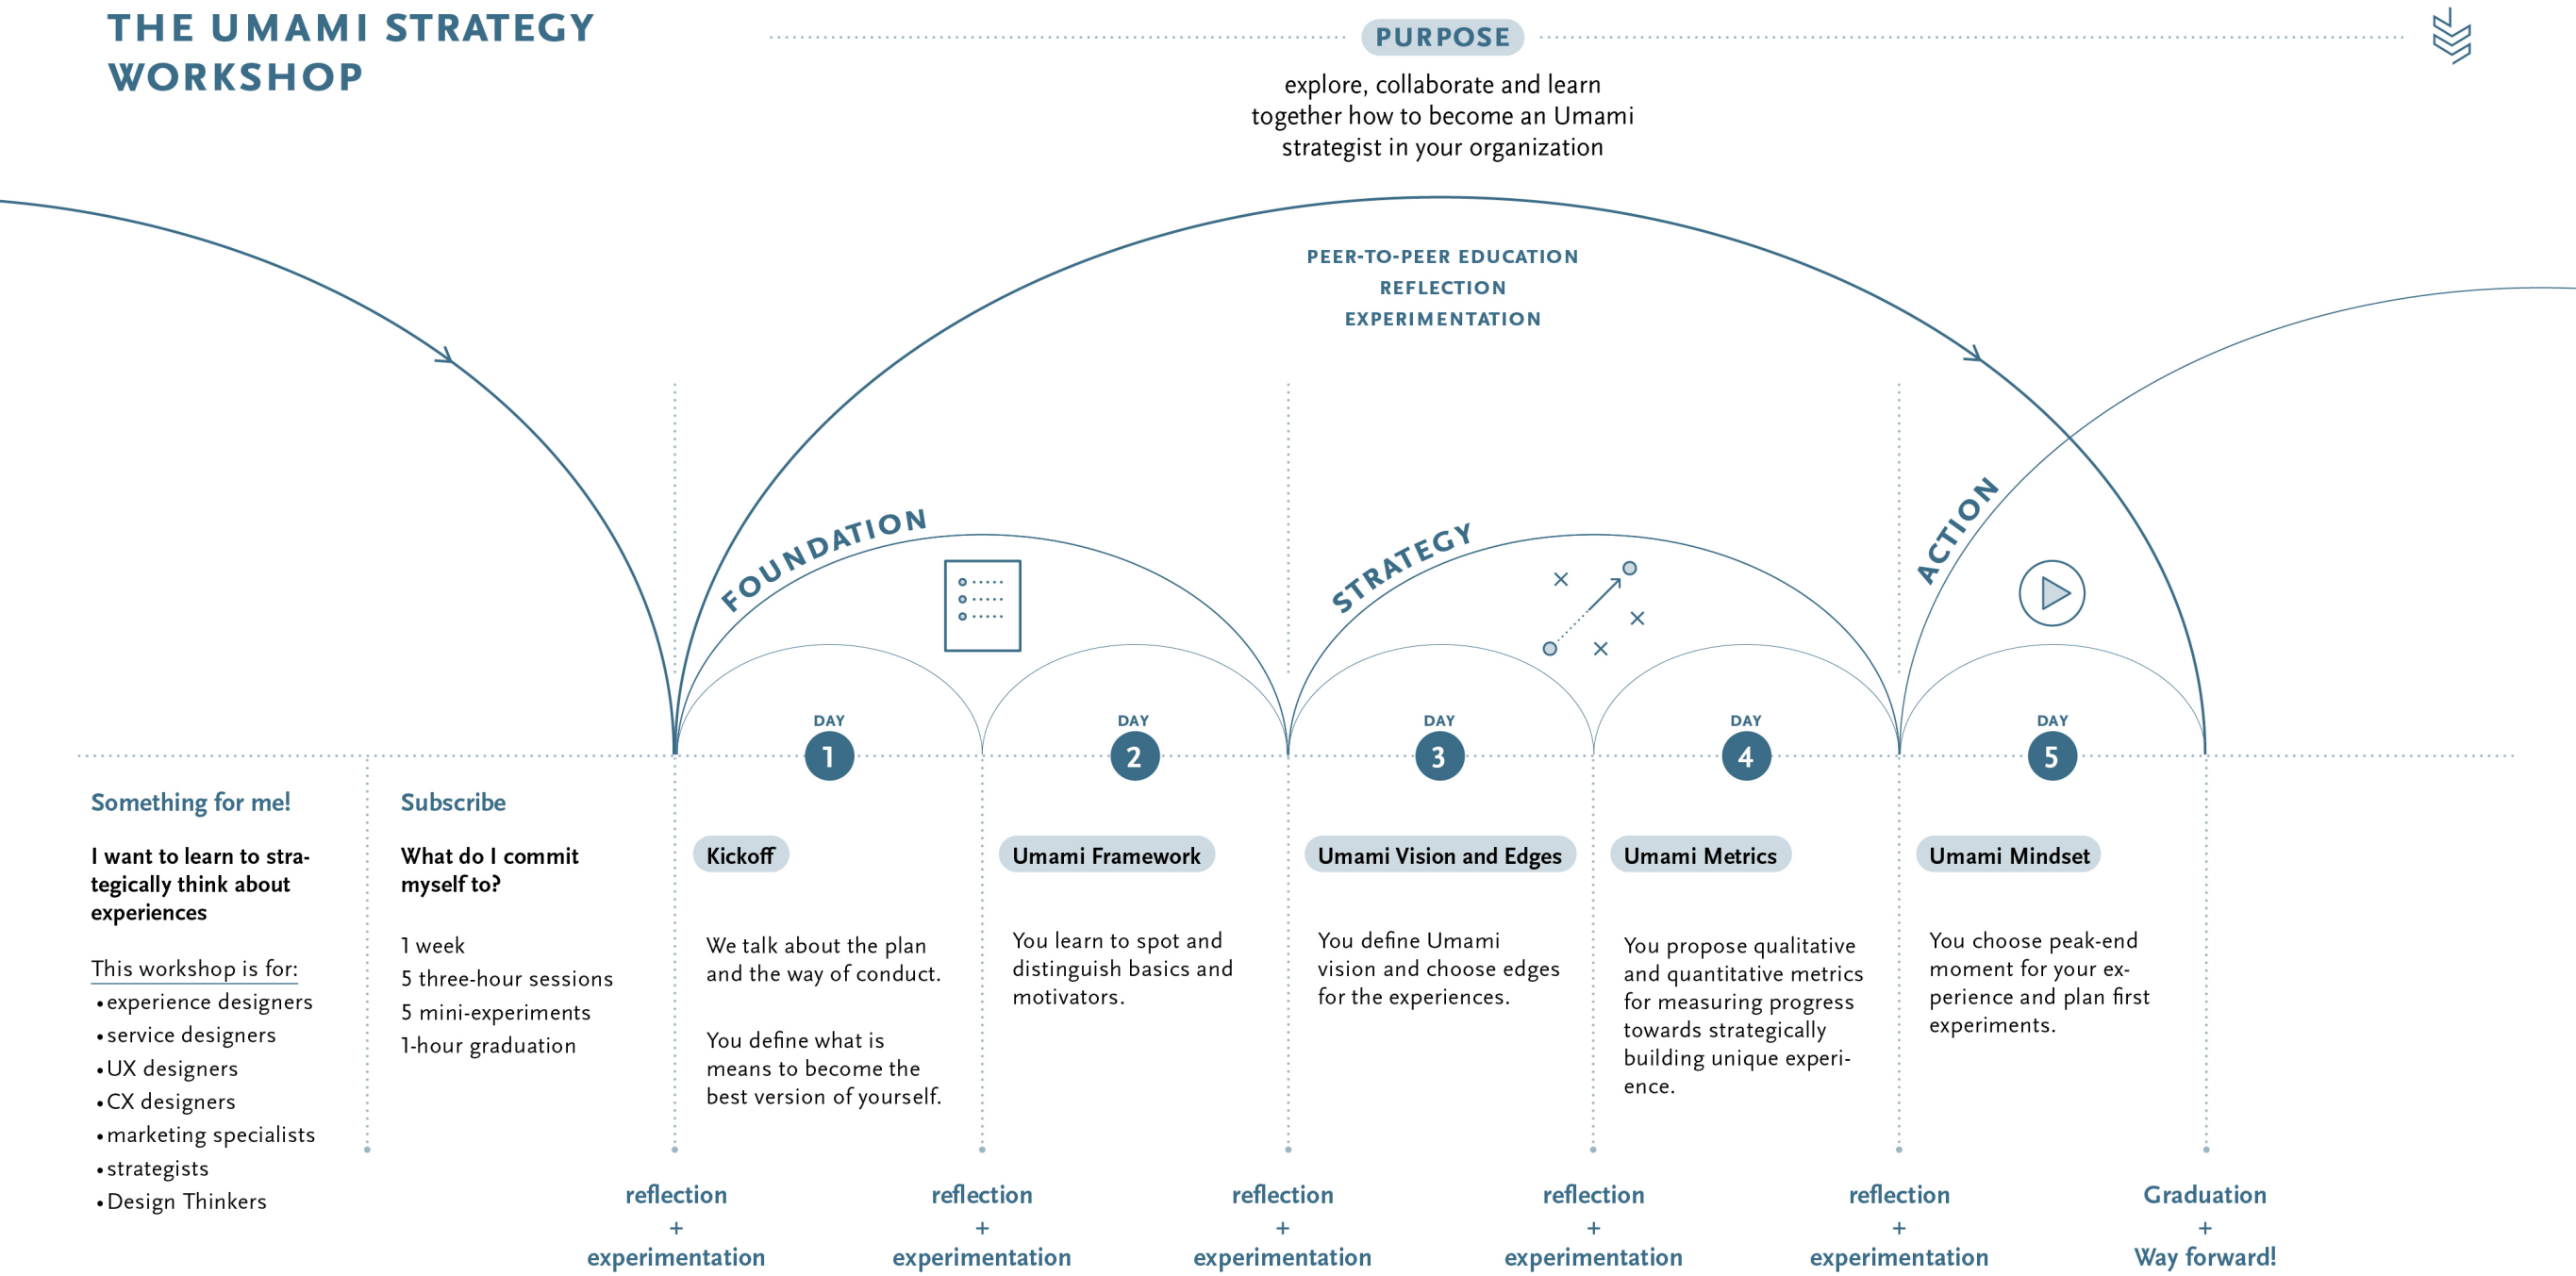 THE UMAMI STRATEGY
WORKSHOP
PURPOSE
explore, collaborate and learn
together how to become an Umami
strategist in your organization
PEER-TO-PEER EDUCATION
REFLECTION
EXPERIMENTATION
FOUNDATION
STRATEGY
ACTION
DAY
1
DAY
2
DAY
3
DAY
4
DAY
5
Something for me!
I want to learn to stra-
tegically think about
experiences
This workshop is for:
•experience designers
•service designers
•UX designers
•CX designers
•marketing specialists
•strategists
•Design Thinkers
Subscribe
What do I commit
myself to?
1 week
5 three-hour sessions
5 mini-experiments
1-hour graduation
Kickoff
We talk about the plan
and the way of conduct.
You define what is
means to become the
best version of yourself.
Umami Framework
You learn to spot and
distinguish basics and
motivators.
Umami Vision and Edges
You define Umami
vision and choose edges
for the experiences.
Umami Metrics
You propose qualitative
and quantitative metrics
for measuring progress
towards strategically
building unique experi-
ence.
Umami Mindset
You choose peak-end
moment for your ex-
perience and plan first
experiments.
reflection
+
experimentation
reflection
+
experimentation
reflection
+
experimentation
reflection
+
experimentation
reflection
+
experimentation
Graduation
+
Way forward!